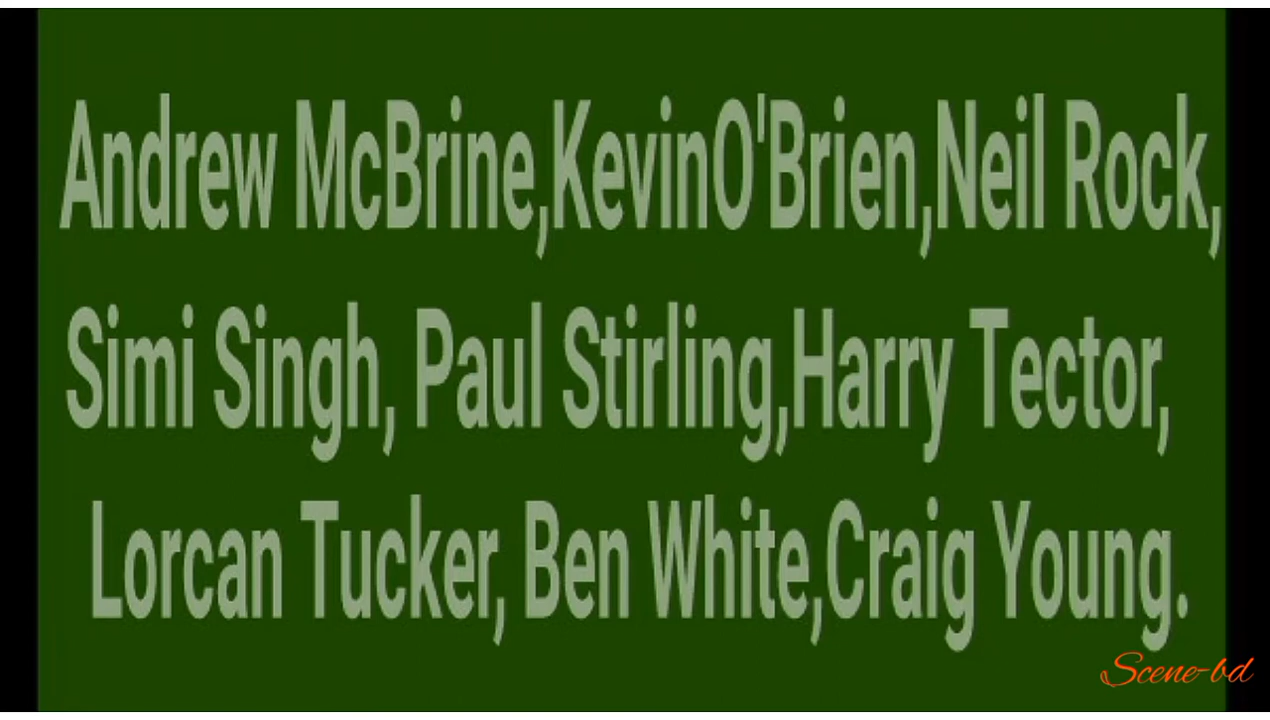 Andrew McBrine,KevinO'Brien,Neil Rock,
Simi Singh, Paul Stirling,Harry Tector,
Lorcan Tucker, Ben White,Craig Young.
Scene-bd